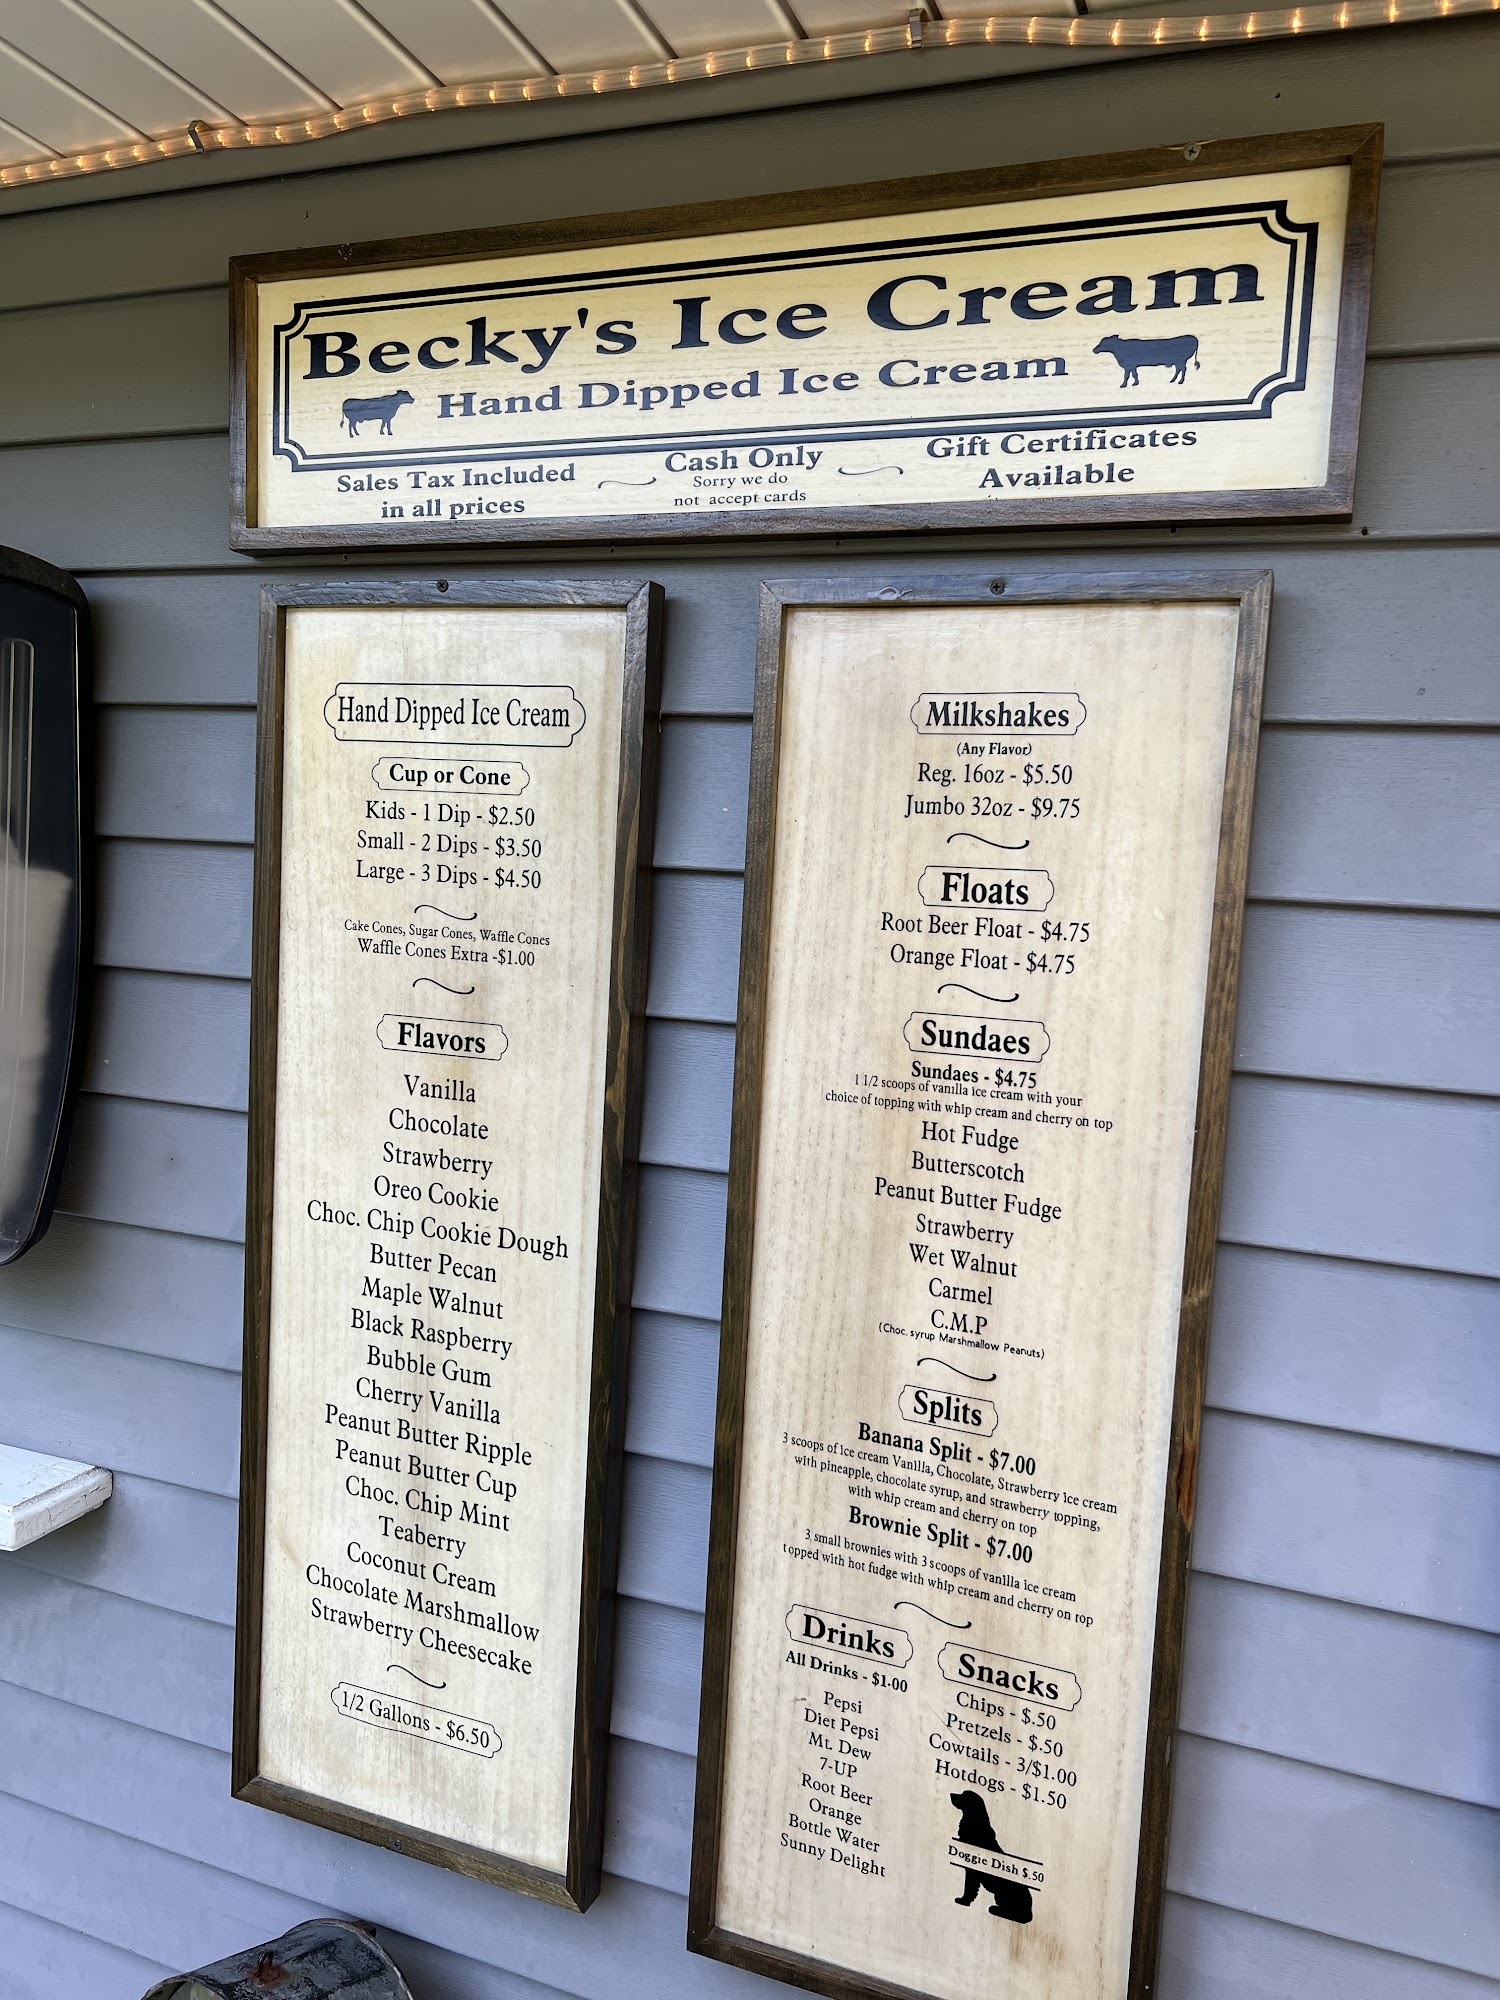 Becky's Ice Cream
Hand Dipped Ice Cream
Sales Tax Included
in all prices
Cash Only
Sorry we do
not accept cards
Gift Certificates
Available
Hand Dipped Ice Cream
Cup or Cone
Kids - 1 Dip - $2.50
Small - 2 Dips - $3.50
Large - 3 Dips - $4.50
Cake Cones, Sugar Cones, Waffle Cones
Waffle Cones Extra -$1.00
Flavors
Vanilla
Chocolate
Strawberry
Oreo Cookie
Choc. Chip Cookie Dough
Butter Pecan
Maple Walnut
Black Raspberry
Bubble Gum
Cherry Vanilla
Peanut Butter Ripple
Peanut Butter Cup
Choc. Chip Mint
Teaberry
Coconut Cream
Chocolate Marshmallow
Strawberry Cheesecake
1/2 Gallons - $6.50
Milkshakes
(Any Flavor)
Reg. 16oz - $5.50
Jumbo 32oz - $9.75
Floats
Root Beer Float - $4.75
Orange Float - $4.75
Sundaes
Sundaes - $4.75
1 1/2 scoops of vanilla ice cream with your
choice of topping with whip cream and cherry on top
Hot Fudge
Butterscotch
Peanut Butter Fudge
Strawberry
Wet Walnut
Carmel
C.M.P
(Choc. syrup Marshmallow Peanuts)
Splits
Banana Split - $7.00
3 scoops of ice cream Vanilla, Chocolate, Strawberry ice cream
with pineapple, chocolate syrup, and strawberry topping,
with whip cream and cherry on top
Brownie Split - $7.00
3 small brownies with 3 scoops of vanilla ice cream
topped with hot fudge with whip cream and cherry on top
Drinks
All Drinks - $1.00
Pepsi
Diet Pepsi
Mt. Dew
7-UP
Root Beer
Orange
Bottle Water
Sunny Delight
Snacks
Chips - $.50
Pretzels - $.50
Cowtails - 3/$1.00
Hotdogs - $1.50
Doggie Dish $.50